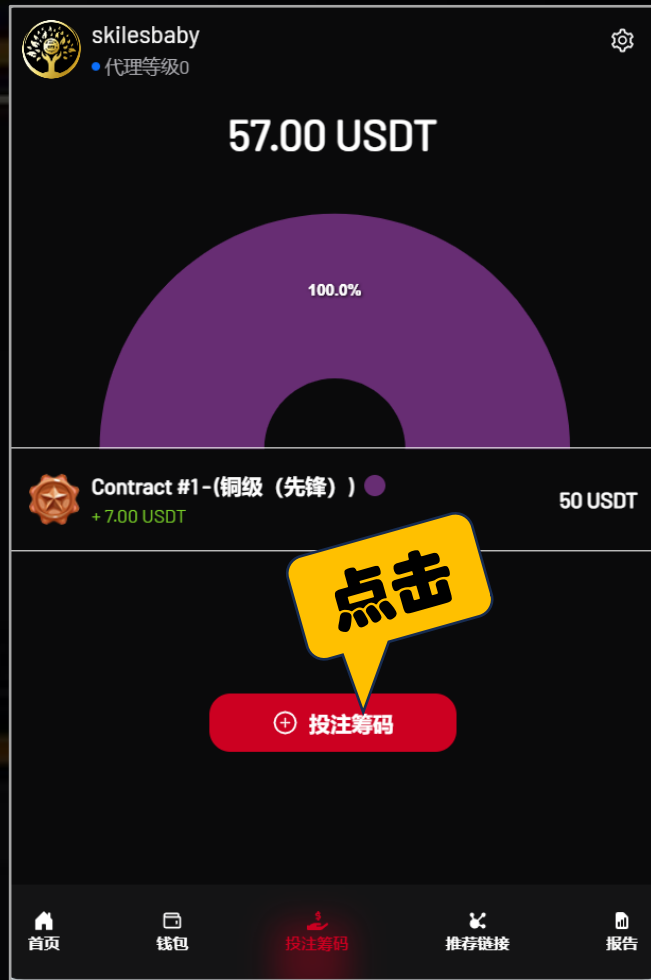 skilesbaby
代理等级0
57.00 USDT
100.0%
Contract #1-(铜级（先锋）)
+ 7.00 USDT
50 USDT
点击
投注筹码
首页
钱包
投注筹码
推荐链接
报告